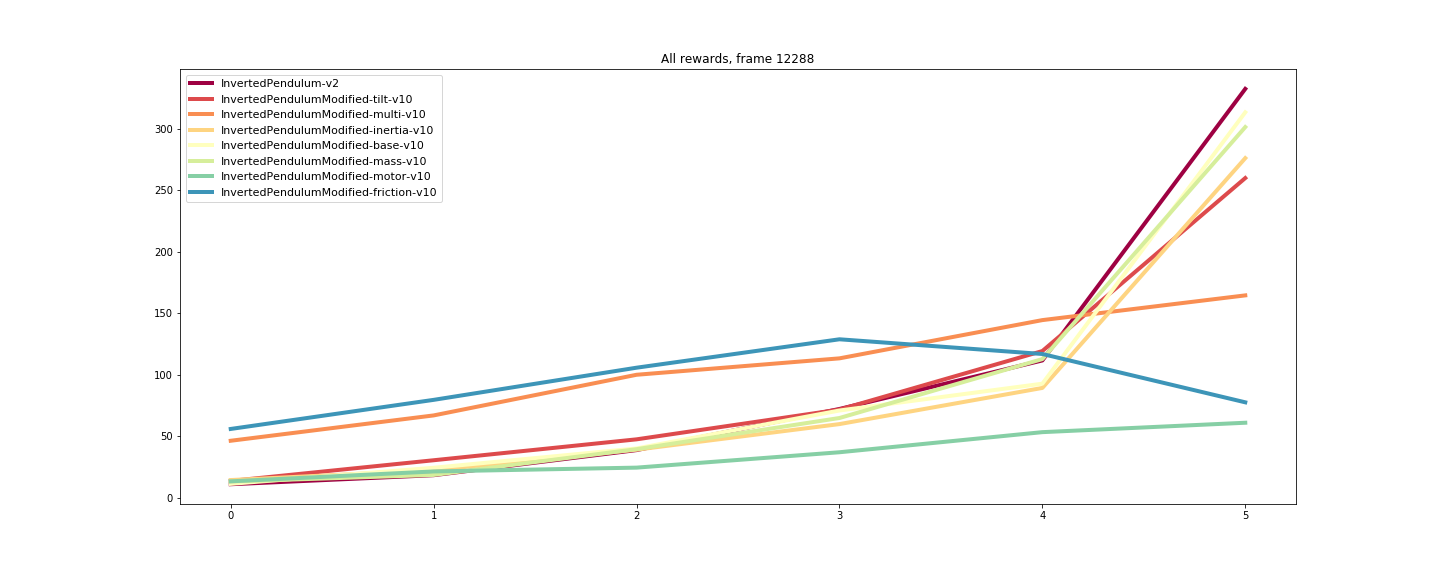 All rewards, frame 12288
InvertedPendulum-v2
InvertedPendulumModified-tilt-v10
InvertedPendulumModified-multi-v10
InvertedPendulumModified-inertia-v10
InvertedPendulumModified-base-v10
InvertedPendulumModified-mass-v10
InvertedPendulumModified-motor-v10
InvertedPendulumModified-friction-v10
300
250
200
150
100
50
0
0 1 2 3 4 5